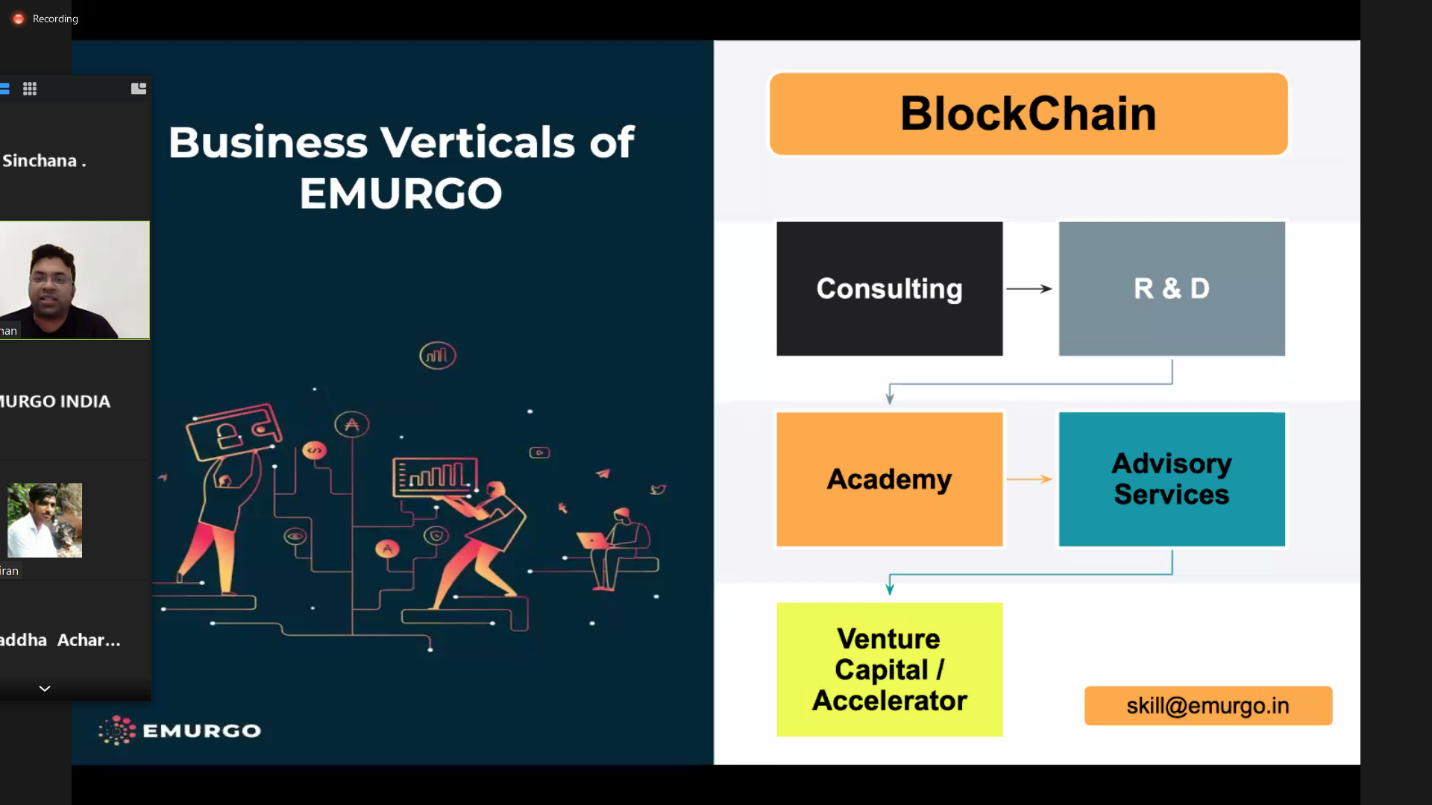 Recording
Sinchana .
nan
MURGO INDIA
iran
addha Achar...
Business Verticals of
EMURGO
EMURGO
BlockChain
Consulting
R & D
Academy
Advisory
Services
Venture
Capital /
Accelerator
skill@emurgo.in